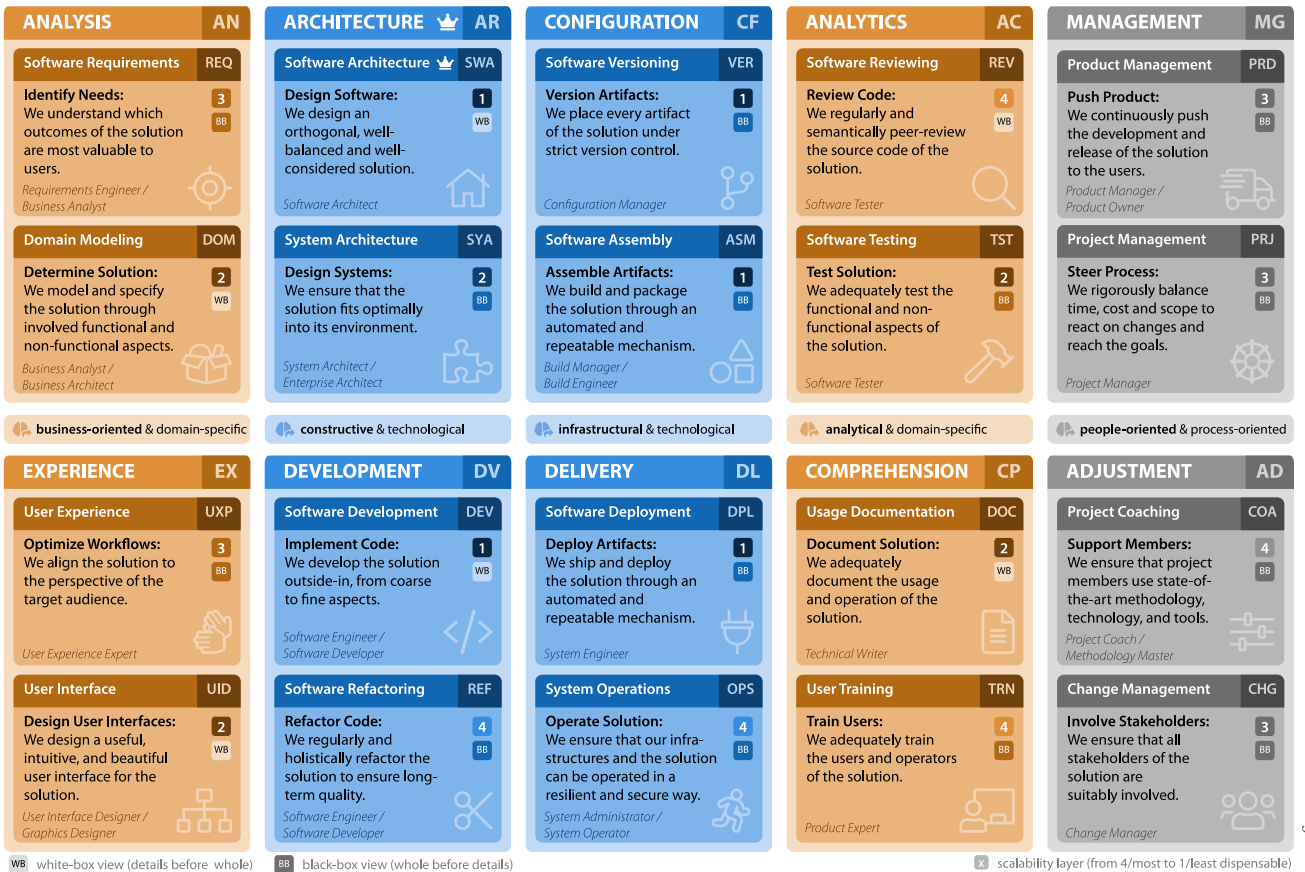 ANALYSIS AN
Software Requirements REQ
Identify Needs: 3
We understand which BB
outcomes of the solution
are most valuable to
users.
Requirements Engineer /
Business Analyst
Domain Modeling DOM
Determine Solution: 2
We model and specify WB
the solution through
involved functional and
non-functional aspects.
Business Analyst /
Business Architect
business-oriented & domain-specific
ARCHITECTURE AR
Software Architecture SWA
Design Software: 1
We design an WB
orthogonal, well-
balanced and well-
considered solution.
Software Architect
System Architecture SYA
Design Systems: 2
We ensure that the BB
solution fits optimally
into its environment.
System Architect /
Enterprise Architect
constructive & technological
CONFIGURATION CF
Software Versioning VER
Version Artifacts: 1
We place every artifact BB
of the solution under
strict version control.
Configuration Manager
Software Assembly ASM
Assemble Artifacts: 1
We build and package BB
the solution through an
automated and
repeatable mechanism.
Build Manager /
Build Engineer
infrastructural & technological
ANALYTICS AC
Software Reviewing REV
Review Code: 4
We regularly and WB
semantically peer-review
the source code of the
solution.
Software Tester
Software Testing TST
Test Solution: 2
We adequately test the BB
functional and non-
functional aspects of
the solution.
Software Tester
analytical & domain-specific
MANAGEMENT MG
Product Management PRD
Push Product: 3
We continuously push BB
the development and
release of the solution
to the users.
Product Manager /
Product Owner
Project Management PRJ
Steer Process: 3
We rigorously balance BB
time, cost and scope to
react on changes and
reach the goals.
Project Manager
people-oriented & process-oriented
EXPERIENCE EX
User Experience UXP
Optimize Workflows: 3
We align the solution to BB
the perspective of the
target audience.
User Experience Expert
User Interface UID
Design User Interfaces: 2
We design a useful, WB
intuitive, and beautiful
user interface for the
solution.
User Interface Designer /
Graphics Designer
DEVELOPMENT DV
Software Development DEV
Implement Code: 1
We develop the solution WB
outside-in, from coarse
to fine aspects.
Software Engineer /
Software Developer
Software Refactoring REF
Refactor Code: 4
We regularly and BB
holistically refactor the
solution to ensure long-
term quality.
Software Engineer /
Software Developer
DELIVERY DL
Software Deployment DPL
Deploy Artifacts: 1
We ship and deploy BB
the solution through an
automated and
repeatable mechanism.
System Engineer
System Operations OPS
Operate Solution: 4
We ensure that our infra- BB
structures and the solution
can be operated in a
resilient and secure way.
System Administrator /
System Operator
COMPREHENSION CP
Usage Documentation DOC
Document Solution: 2
We adequately WB
document the usage
and operation of the
solution.
Technical Writer
User Training TRN
Train Users: 4
We adequately train BB
the users and operators
of the solution.
Product Expert
ADJUSTMENT AD
Project Coaching COA
Support Members: 4
We ensure that project BB
members use state-of-
the-art methodology,
technology, and tools.
Project Coach /
Methodology Master
Change Management CHG
Involve Stakeholders: 3
We ensure that all BB
stakeholders of the
solution are
suitably involved.
Change Manager
WB white-box view (details before whole)
BB black-box view (whole before details)
X scalability layer (from 4/most to 1/least dispensable)